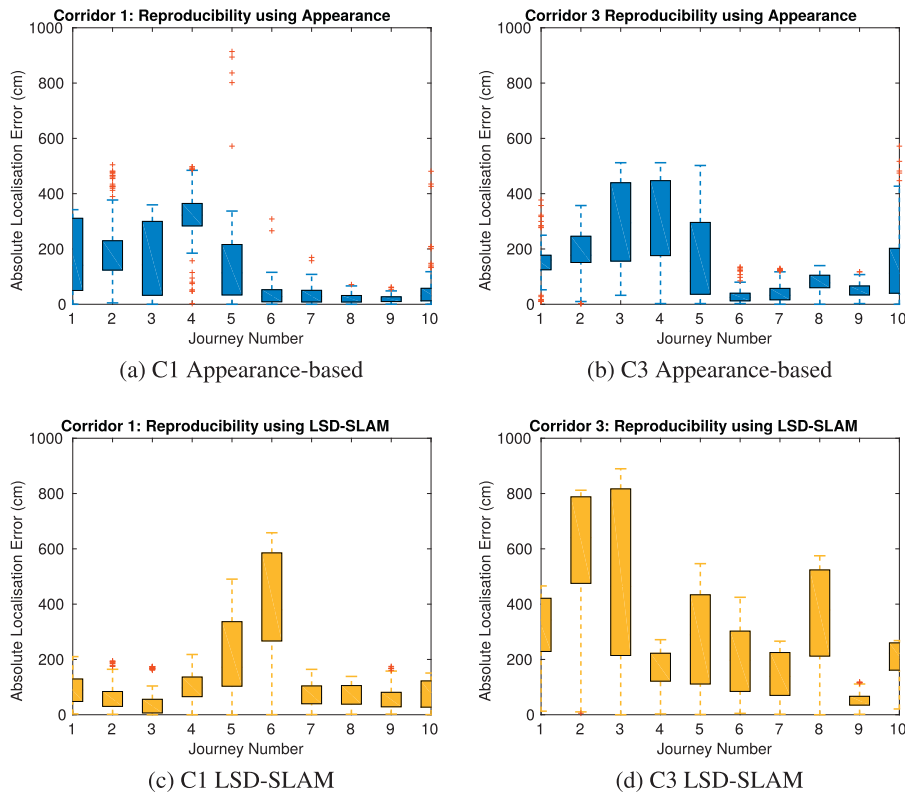 Corridor 1: Reproducibility using Appearance
Absolute Localisation Error (cm)
1000
800
600
400
200
0
1 2 3 4 5 6 7 8 9 10
Journey Number
(a) C1 Appearance-based
Corridor 3 Reproducibility using Appearance
Absolute Localisation Error (cm)
1000
800
600
400
200
0
1 2 3 4 5 6 7 8 9 10
Journey Number
(b) C3 Appearance-based
Corridor 1: Reproducibility using LSD-SLAM
Absolute Localisation Error (cm)
1000
800
600
400
200
0
1 2 3 4 5 6 7 8 9 10
Journey Number
(c) C1 LSD-SLAM
Corridor 3: Reproducibility using LSD-SLAM
Absolute Localisation Error (cm)
1000
800
600
400
200
0
1 2 3 4 5 6 7 8 9 10
Journey Number
(d) C3 LSD-SLAM